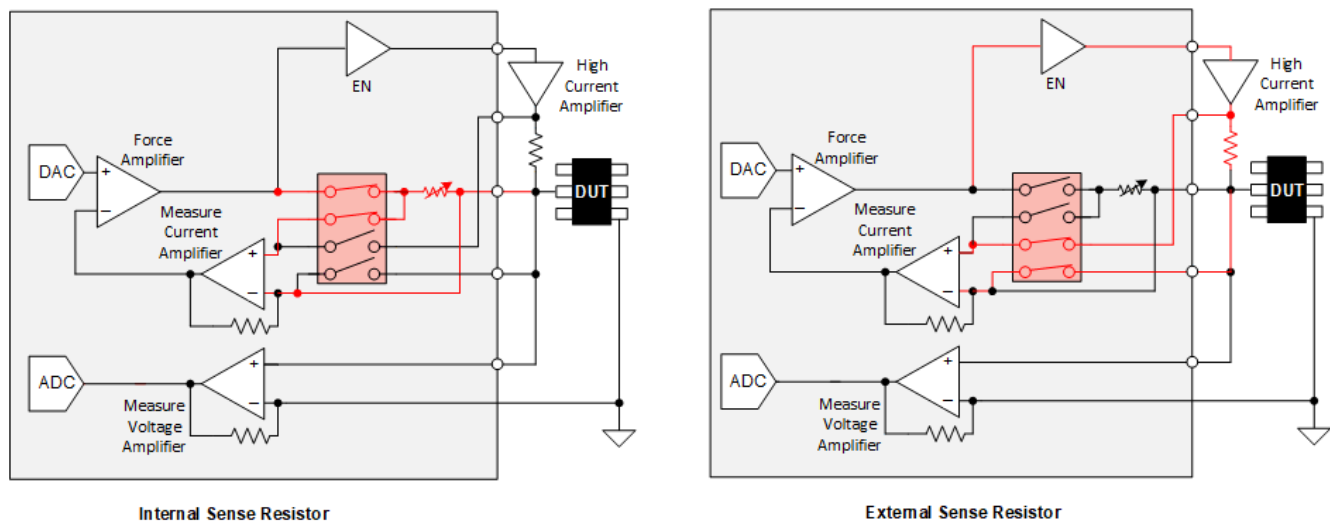 EN
High
Current
Amplifier
Force
Amplifier
DAC
+
−
DUT
Measure
Current
Amplifier
+
−
+
−
ADC
Measure
Voltage
Amplifier
Internal Sense Resistor
EN
High
Current
Amplifier
Force
Amplifier
DAC
+
−
DUT
Measure
Current
Amplifier
+
−
+
−
ADC
Measure
Voltage
Amplifier
External Sense Resistor